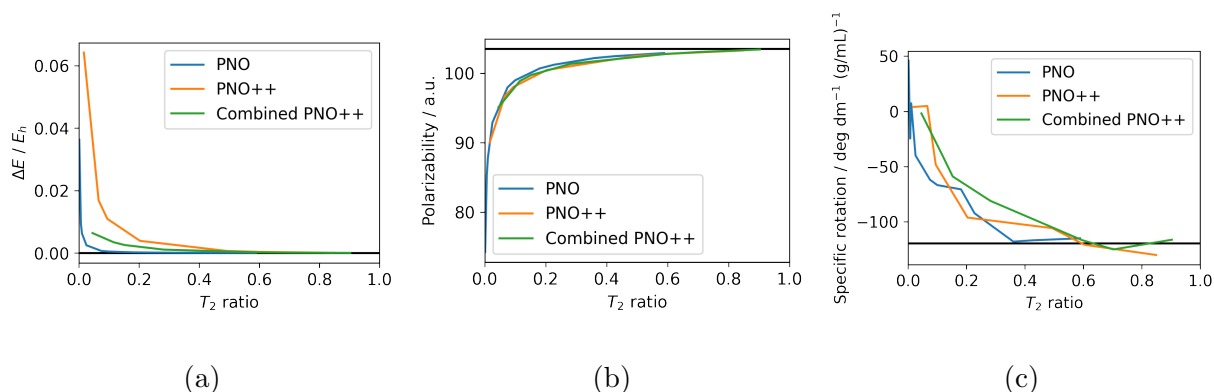 0.06
0.04
0.02
0.00
ΔE / E_h
PNO
PNO++
Combined PNO++
0.0 0.2 0.4 0.6 0.8 1.0
T₂ ratio
(a)
100
90
80
Polarizability / a.u.
PNO
PNO++
Combined PNO++
0.0 0.2 0.4 0.6 0.8 1.0
T₂ ratio
(b)
50
0
−50
−100
Specific rotation / deg dm⁻¹ (g/mL)⁻¹
PNO
PNO++
Combined PNO++
0.0 0.2 0.4 0.6 0.8 1.0
T₂ ratio
(c)